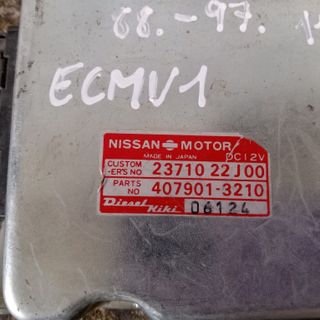 68.-97.
ECMV1
NISSAN MOTOR
MADE IN JAPAN DC12V
CUSTOM -ER'S NO 23710 22J00
PARTS NO 407901-3210
Diesel Kiki 06124